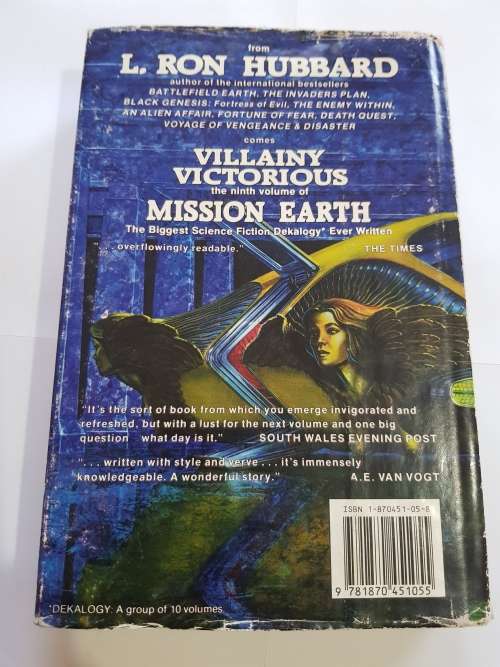 from
L. RON HUBBARD
author of the international bestsellers
BATTLEFIELD EARTH, THE INVADERS PLAN,
BLACK GENESIS: Fortress of Evil, THE ENEMY WITHIN,
AN ALIEN AFFAIR, FORTUNE OF FEAR, DEATH QUEST,
VOYAGE OF VENGEANCE & DISASTER
comes
VILLAINY
VICTORIOUS
the ninth volume of
MISSION EARTH
The Biggest Science Fiction Dekalogy* Ever Written
"... overflowingly readable." THE TIMES
"It's the sort of book from which you emerge invigorated and
refreshed, but with a lust for the next volume and one big
question what day is it." SOUTH WALES EVENING POST
"... written with style and verve ... it's immensely
knowledgeable. A wonderful story." A.E. VAN VOGT
ISBN 1-870451-05-8
9 781870 451055
*DEKALOGY: A group of 10 volumes.